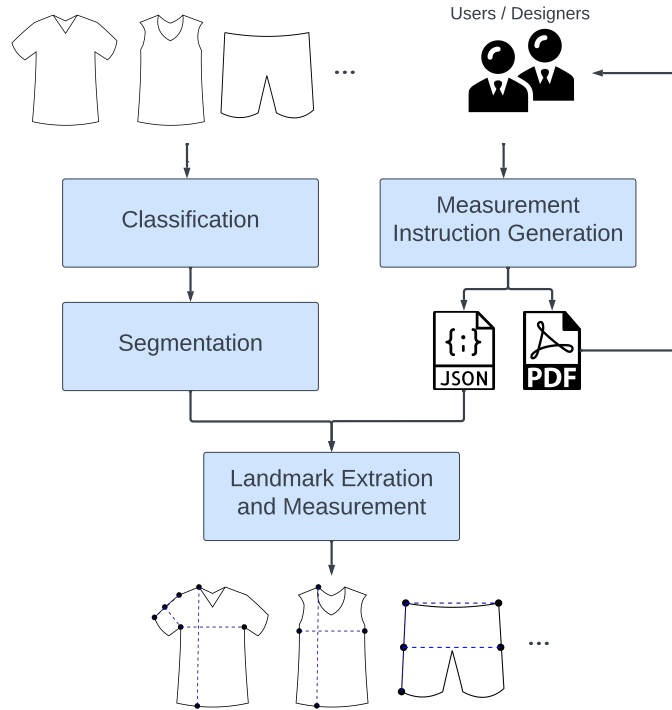 Users / Designers
...
Classification
Measurement
Instruction Generation
Segmentation
{;}
JSON
PDF
Landmark Extration
and Measurement
...